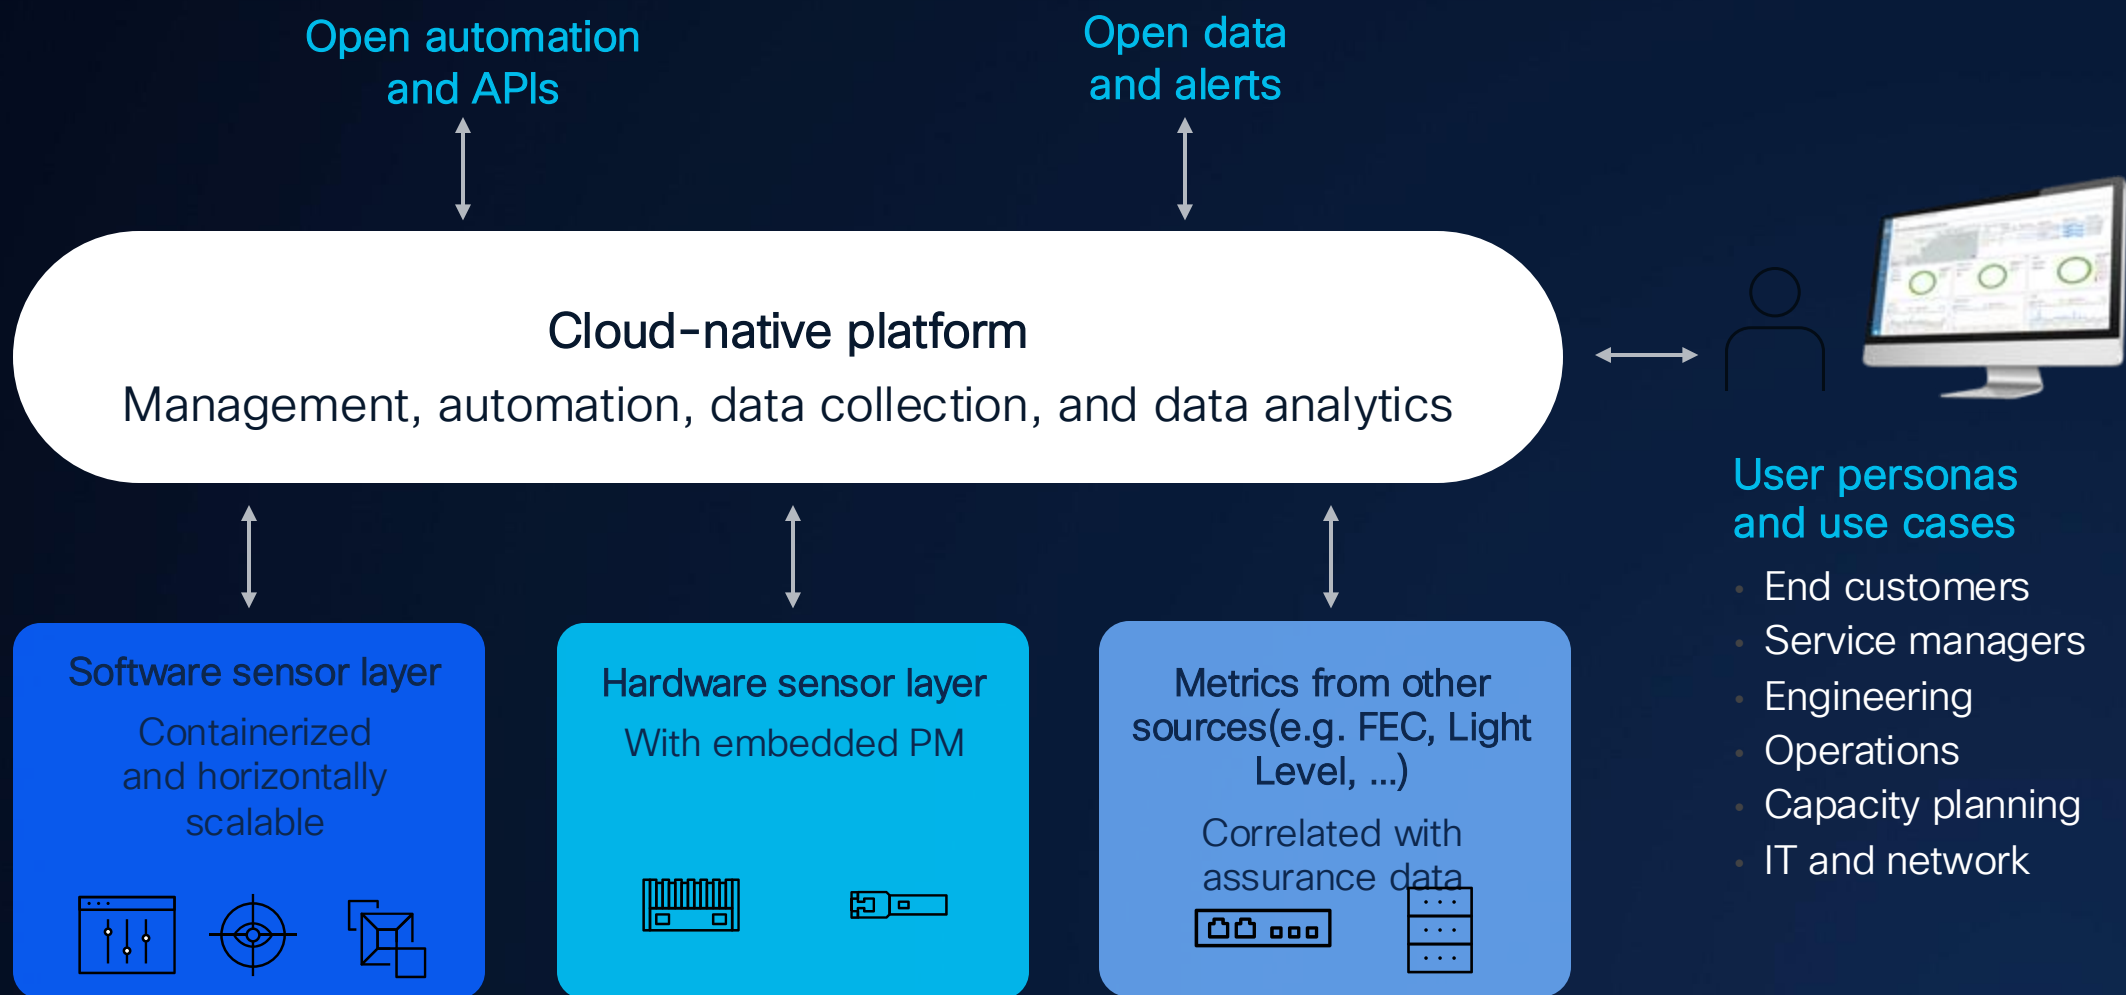 Open automation
and APIs
Open data
and alerts
Cloud-native platform
Management, automation, data collection, and data analytics
User personas
and use cases
• End customers
• Service managers
• Engineering
• Operations
• Capacity planning
• IT and network
Software sensor layer
Containerized
and horizontally
scalable
Hardware sensor layer
With embedded PM
Metrics from other
sources(e.g. FEC, Light
Level, ...)
Correlated with
assurance data